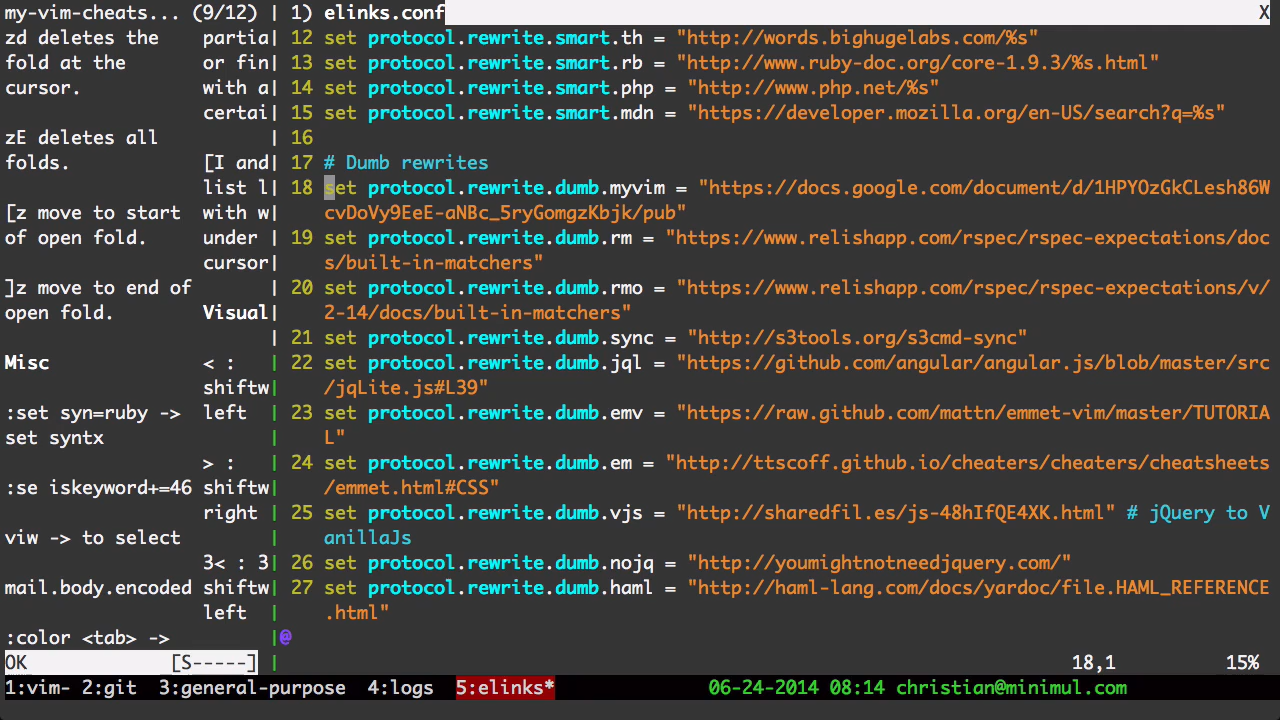 my-vim-cheats... (9/12) | 1) elinks.conf X
zd deletes the partia| 12 set protocol.rewrite.smart.th = "http://words.bighugelabs.com/%s"
fold at the or fin| 13 set protocol.rewrite.smart.rb = "http://www.ruby-doc.org/core-1.9.3/%s.html"
cursor. with a| 14 set protocol.rewrite.smart.php = "http://www.php.net/%s"
certai| 15 set protocol.rewrite.smart.mdn = "https://developer.mozilla.org/en-US/search?q=%s"
zE deletes all | 16
folds. [I and| 17 # Dumb rewrites
list l| 18 set protocol.rewrite.dumb.myvim = "https://docs.google.com/document/d/1HPYOzGkCLesh86W
[z move to start with w| cvDoVy9EeE-aNBc_5ryGomgzKbjk/pub"
of open fold. under | 19 set protocol.rewrite.dumb.rm = "https://www.relishapp.com/rspec/rspec-expectations/doc
cursor| s/built-in-matchers"
]z move to end of | 20 set protocol.rewrite.dumb.rmo = "https://www.relishapp.com/rspec/rspec-expectations/v/
open fold. Visual| 2-14/docs/built-in-matchers"
| 21 set protocol.rewrite.dumb.sync = "http://s3tools.org/s3cmd-sync"
Misc < : | 22 set protocol.rewrite.dumb.jql = "https://github.com/angular/angular.js/blob/master/src
shiftw| /jqLite.js#L39"
:set syn=ruby -> left | 23 set protocol.rewrite.dumb.emv = "https://raw.github.com/mattn/emmet-vim/master/TUTORIA
set syntx | L"
> : | 24 set protocol.rewrite.dumb.em = "http://ttscoff.github.io/cheaters/cheaters/cheatsheets
:se iskeyword+=46 shiftw| /emmet.html#CSS"
right | 25 set protocol.rewrite.dumb.vjs = "http://sharedfil.es/js-48hIfQE4XK.html" # jQuery to V
viw -> to select | anillaJs
3< : 3| 26 set protocol.rewrite.dumb.nojq = "http://youmightnotneedjquery.com/"
mail.body.encoded shiftw| 27 set protocol.rewrite.dumb.haml = "http://haml-lang.com/docs/yardoc/file.HAML_REFERENCE
left | .html"
:color <tab> -> |@
OK [S-----] | 18,1 15%
1:vim- 2:git 3:general-purpose 4:logs 5:elinks* 06-24-2014 08:14 christian@minimul.com